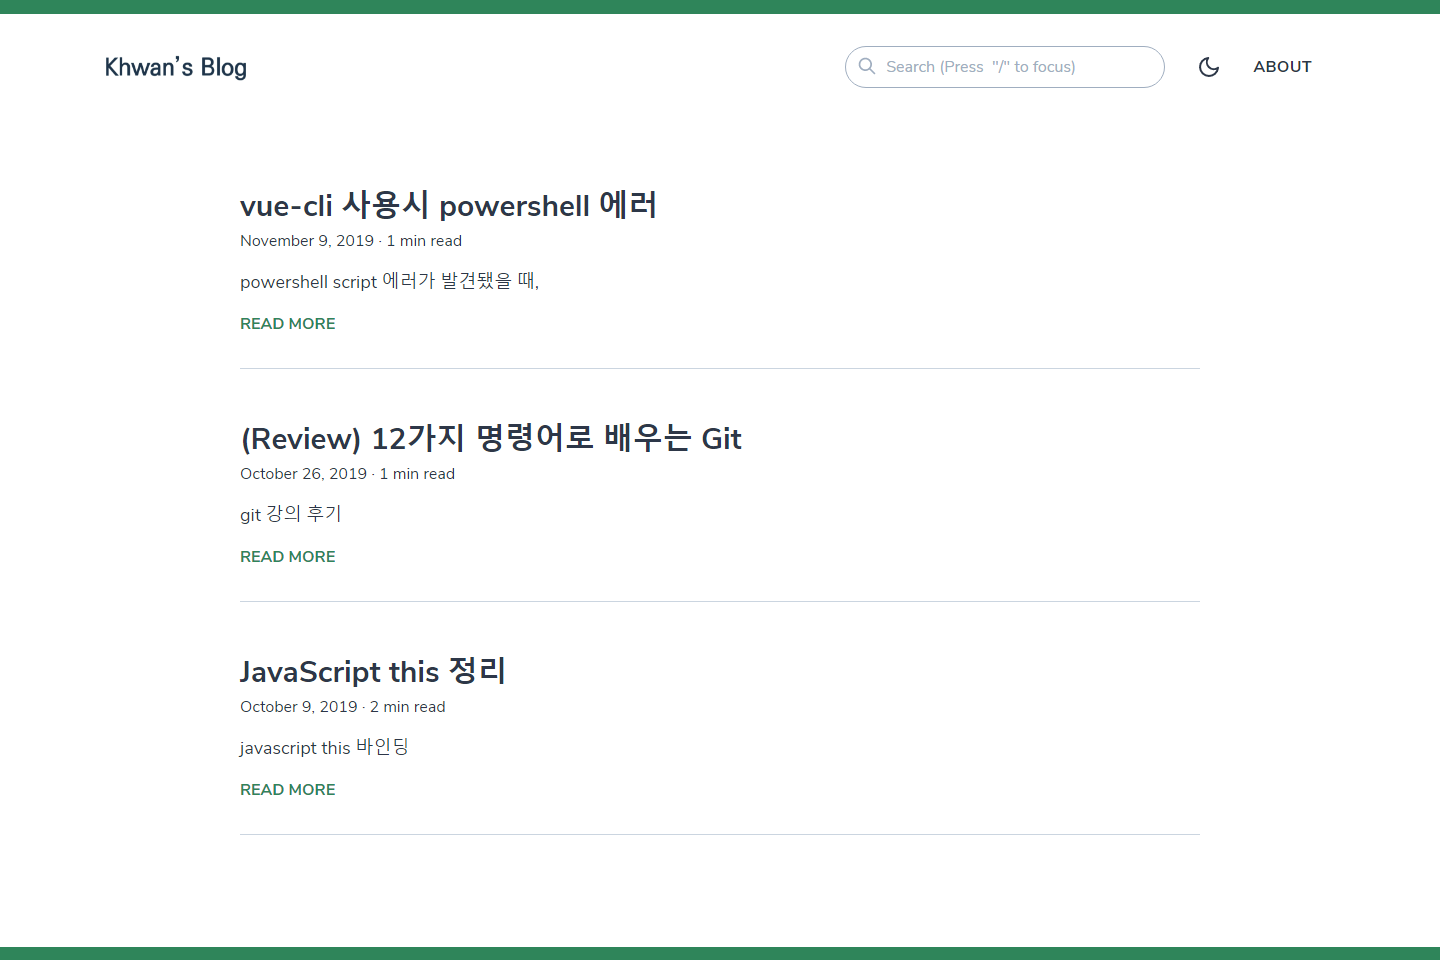 Khwan's Blog
Search (Press "/" to focus)
ABOUT
vue-cli 사용시 powershell 에러
November 9, 2019 · 1 min read
powershell script 에러가 발견됐을 때,
READ MORE
(Review) 12가지 명령어로 배우는 Git
October 26, 2019 · 1 min read
git 강의 후기
READ MORE
JavaScript this 정리
October 9, 2019 · 2 min read
javascript this 바인딩
READ MORE